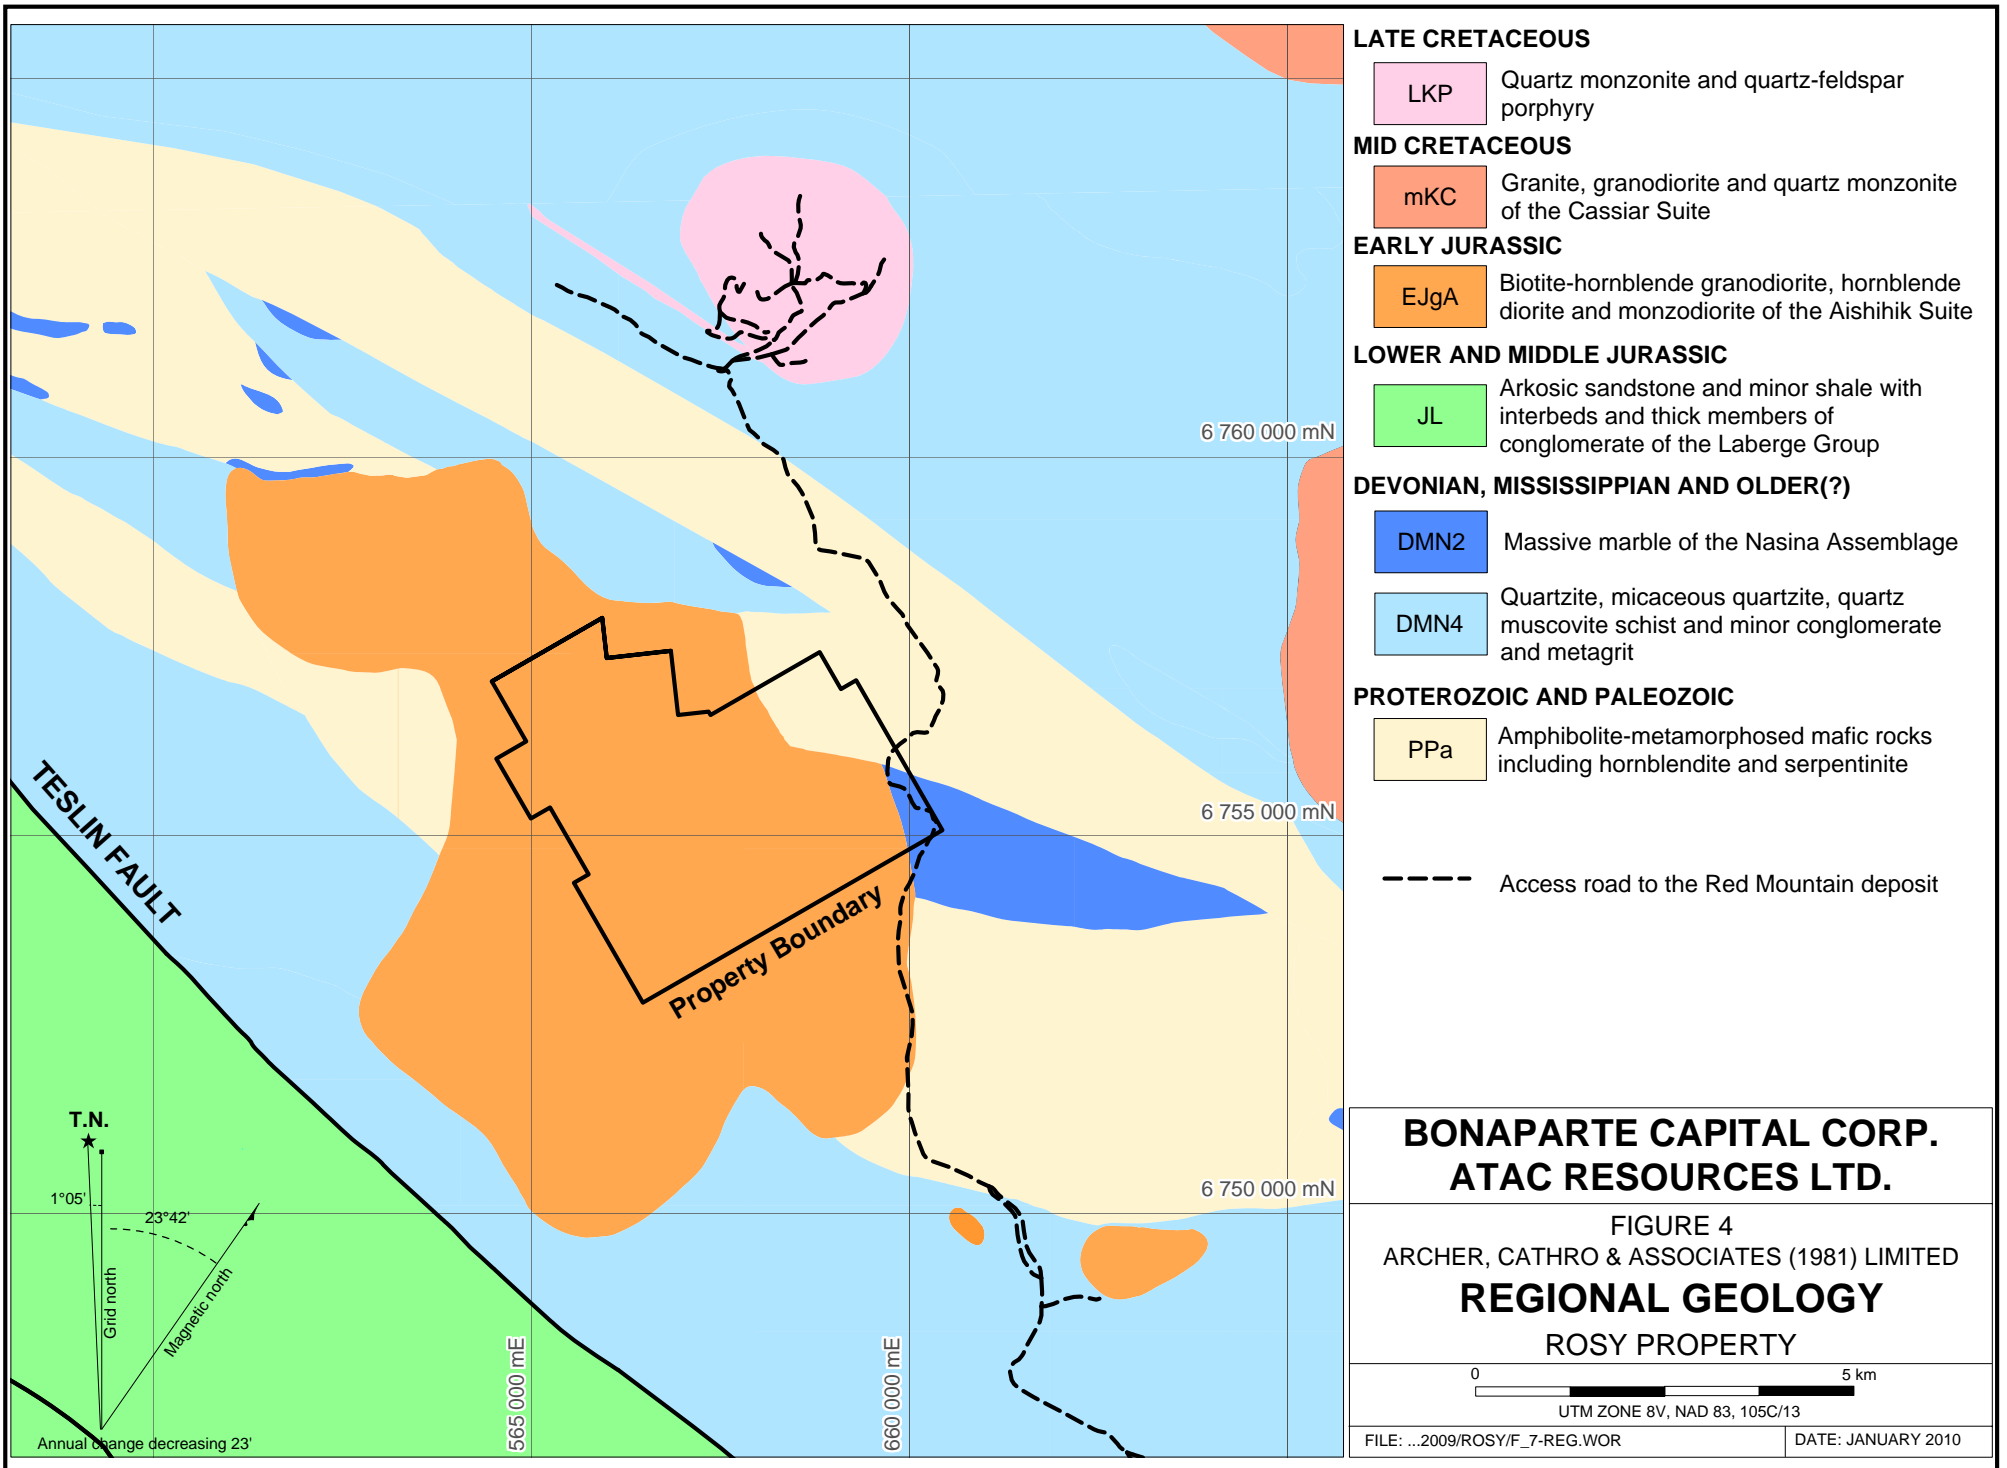 LATE CRETACEOUS
LKP
Quartz monzonite and quartz-feldspar
porphyry
MID CRETACEOUS
mKC
Granite, granodiorite and quartz monzonite
of the Cassiar Suite
EARLY JURASSIC
EJgA
Biotite-hornblende granodiorite, hornblende
diorite and monzodiorite of the Aishihik Suite
LOWER AND MIDDLE JURASSIC
JL
Arkosic sandstone and minor shale with
interbeds and thick members of
conglomerate of the Laberge Group
DEVONIAN, MISSISSIPPIAN AND OLDER(?)
DMN2
Massive marble of the Nasina Assemblage
DMN4
Quartzite, micaceous quartzite, quartz
muscovite schist and minor conglomerate
and metagrit
PROTEROZOIC AND PALEOZOIC
PPa
Amphibolite-metamorphosed mafic rocks
including hornblendite and serpentinite
Access road to the Red Mountain deposit
6 760 000 mN
6 755 000 mN
6 750 000 mN
TESLIN FAULT
Property Boundary
T.N.
1°05'
23°42'
Grid north
Magnetic north
Annual change decreasing 23'
565 000 mE
660 000 mE
BONAPARTE CAPITAL CORP.
ATAC RESOURCES LTD.
FIGURE 4
ARCHER, CATHRO & ASSOCIATES (1981) LIMITED
REGIONAL GEOLOGY
ROSY PROPERTY
0
5 km
UTM ZONE 8V, NAD 83, 105C/13
FILE: ...2009/ROSY/F_7-REG.WOR
DATE: JANUARY 2010